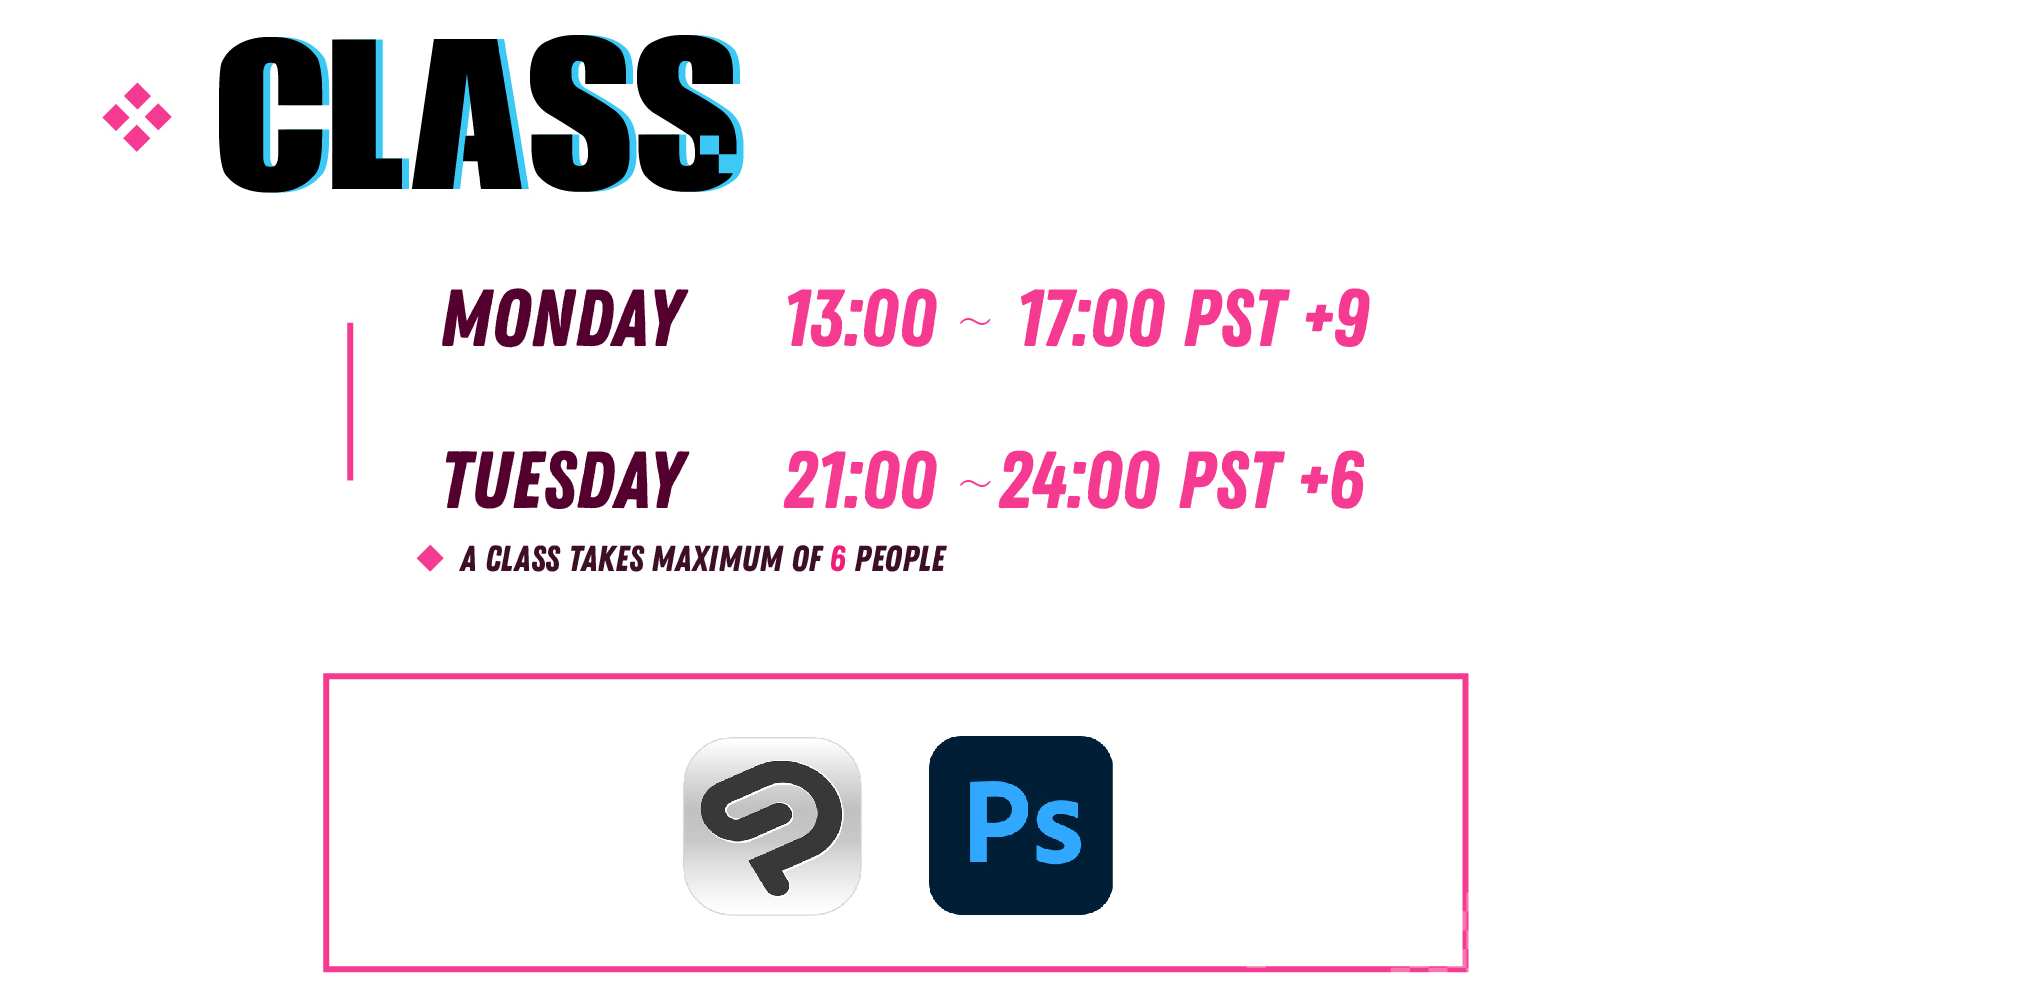 CLASS
MONDAY 13:00 ~ 17:00 PST +9
TUESDAY 21:00 ~24:00 PST +6
A CLASS TAKES MAXIMUM OF 6 PEOPLE
Ps